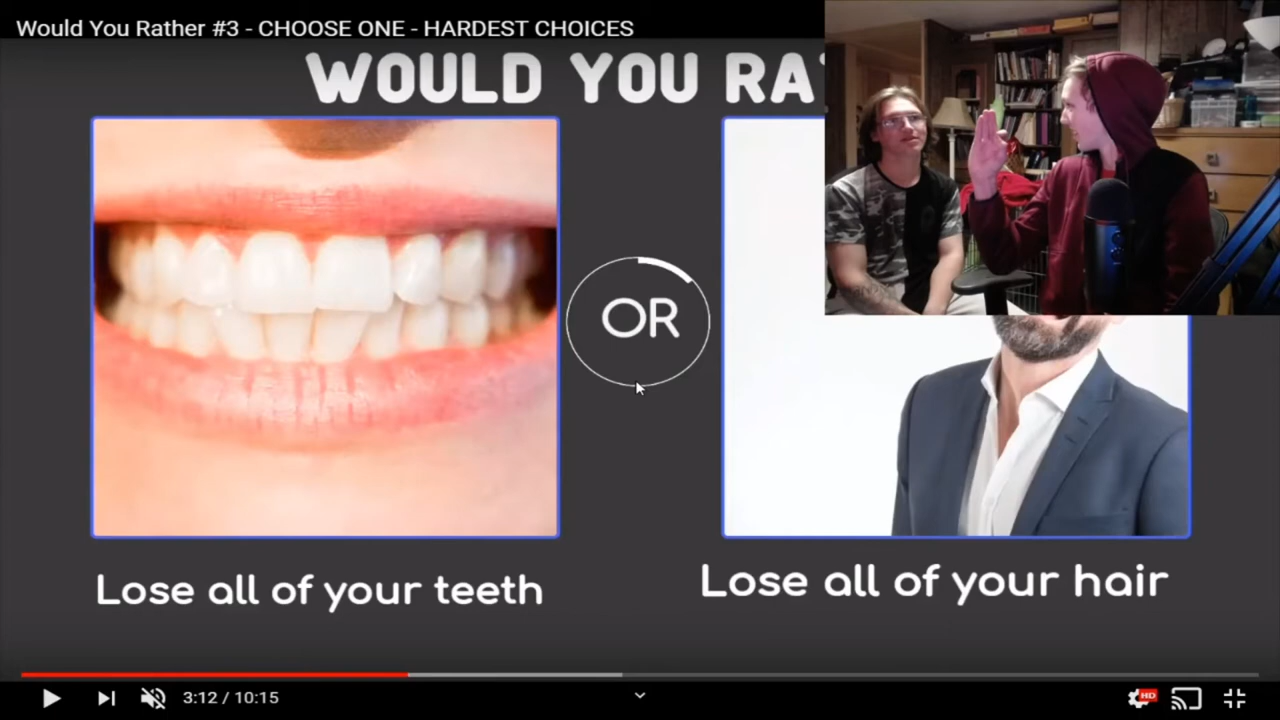 Would You Rather #3 - CHOOSE ONE - HARDEST CHOICES
WOULD YOU RA
OR
Lose all of your teeth
Lose all of your hair
3:12 / 10:15
HD